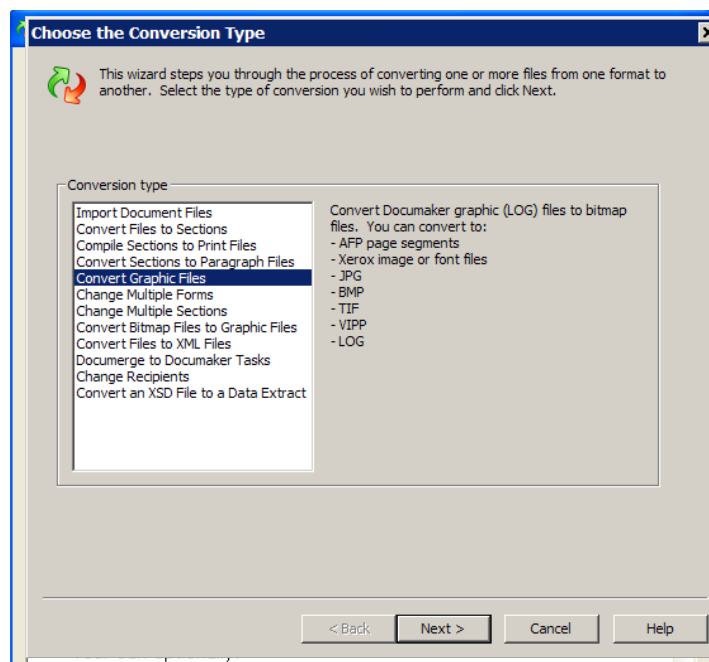 Choose the Conversion Type
This wizard steps you through the process of converting one or more files from one format to
another. Select the type of conversion you wish to perform and click Next.
Conversion type
Import Document Files
Convert Files to Sections
Compile Sections to Print Files
Convert Sections to Paragraph Files
Convert Graphic Files
Change Multiple Forms
Change Multiple Sections
Convert Bitmap Files to Graphic Files
Convert Files to XML Files
Documerge to Documaker Tasks
Change Recipients
Convert an XSD File to a Data Extract
Convert Documaker graphic (LOG) files to bitmap
files. You can convert to:
- AFP page segments
- Xerox image or font files
- JPG
- BMP
- TIF
- VIPP
- LOG
< Back
Next >
Cancel
Help